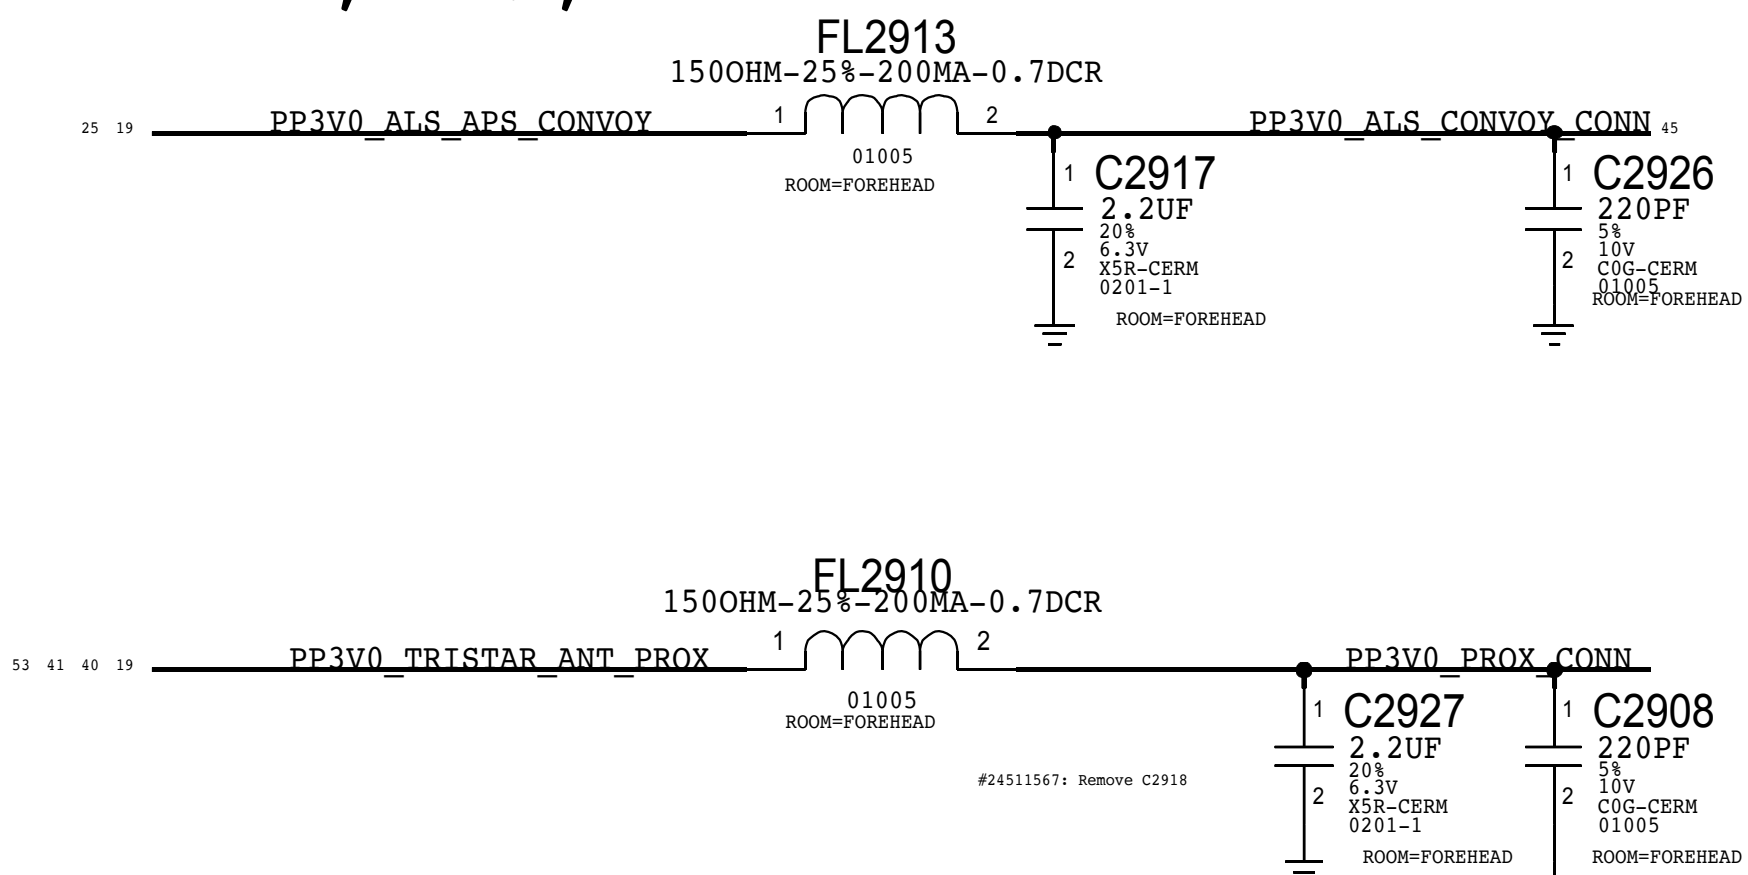 FL2913
150OHM-25%-200MA-0.7DCR
25 19
PP3V0_ALS_APS_CONVOY
1
2
PP3V0_ALS_CONVOY_CONN
45
01005
ROOM=FOREHEAD
1
C2917
2.2UF
20%
6.3V
2
X5R-CERM
0201-1
ROOM=FOREHEAD
1
C2926
220PF
5%
10V
2
C0G-CERM
01005
ROOM=FOREHEAD
FL2910
150OHM-25%-200MA-0.7DCR
53 41 40 19
PP3V0_TRISTAR_ANT_PROX
1
2
PP3V0_PROX_CONN
01005
ROOM=FOREHEAD
#24511567: Remove C2918
1
C2927
2.2UF
20%
6.3V
2
X5R-CERM
0201-1
ROOM=FOREHEAD
1
C2908
220PF
5%
10V
2
C0G-CERM
01005
ROOM=FOREHEAD